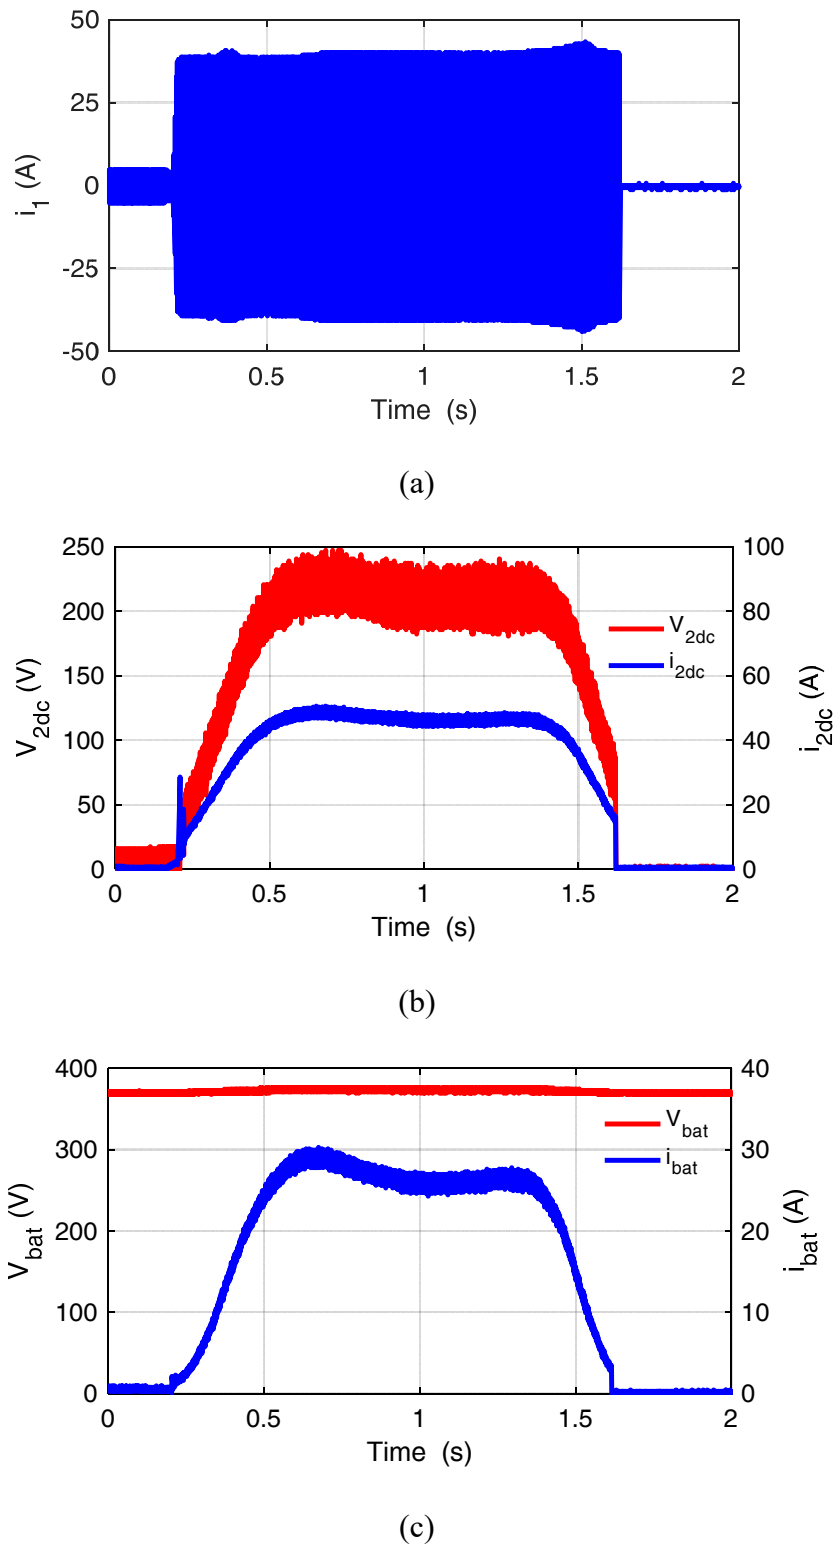 50
25
0
-25
-50
i1 (A)
0 0.5 1 1.5 2
Time (s)
(a)
250
200
150
100
50
0
V2dc (V)
100
80
60
40
20
0
i2dc (A)
V2dc
i2dc
0 0.5 1 1.5 2
Time (s)
(b)
400
300
200
100
0
Vbat (V)
40
30
20
10
0
ibat (A)
Vbat
ibat
0 0.5 1 1.5 2
Time (s)
(c)